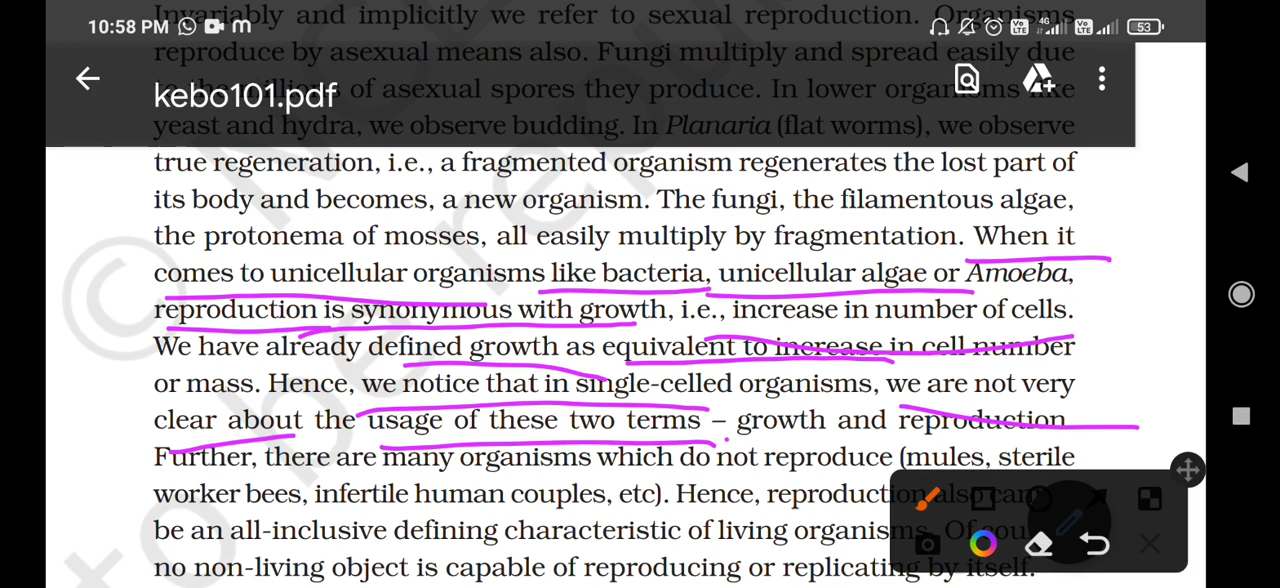 Invariably and implicitly we refer to sexual reproduction. Organisms
10:58 PM m Vo LTE 4G Vo LTE 53
reproduce by asexual means also. Fungi multiply and spread easily due
kebo101.pdf
of asexual spores they produce. In lower organisms like
yeast and hydra, we observe budding. In Planaria (flat worms), we observe
true regeneration, i.e., a fragmented organism regenerates the lost part of
its body and becomes, a new organism. The fungi, the filamentous algae,
the protonema of mosses, all easily multiply by fragmentation. When it
comes to unicellular organisms like bacteria, unicellular algae or Amoeba,
reproduction is synonymous with growth, i.e., increase in number of cells.
We have already defined growth as equivalent to increase in cell number
or mass. Hence, we notice that in single-celled organisms, we are not very
clear about the usage of these two terms – growth and reproduction.
Further, there are many organisms which do not reproduce (mules, sterile
worker bees, infertile human couples, etc). Hence, reproduction also
be an all-inclusive defining characteristic of living organisms. Of
no non-living object is capable of reproducing or replicating by itself.